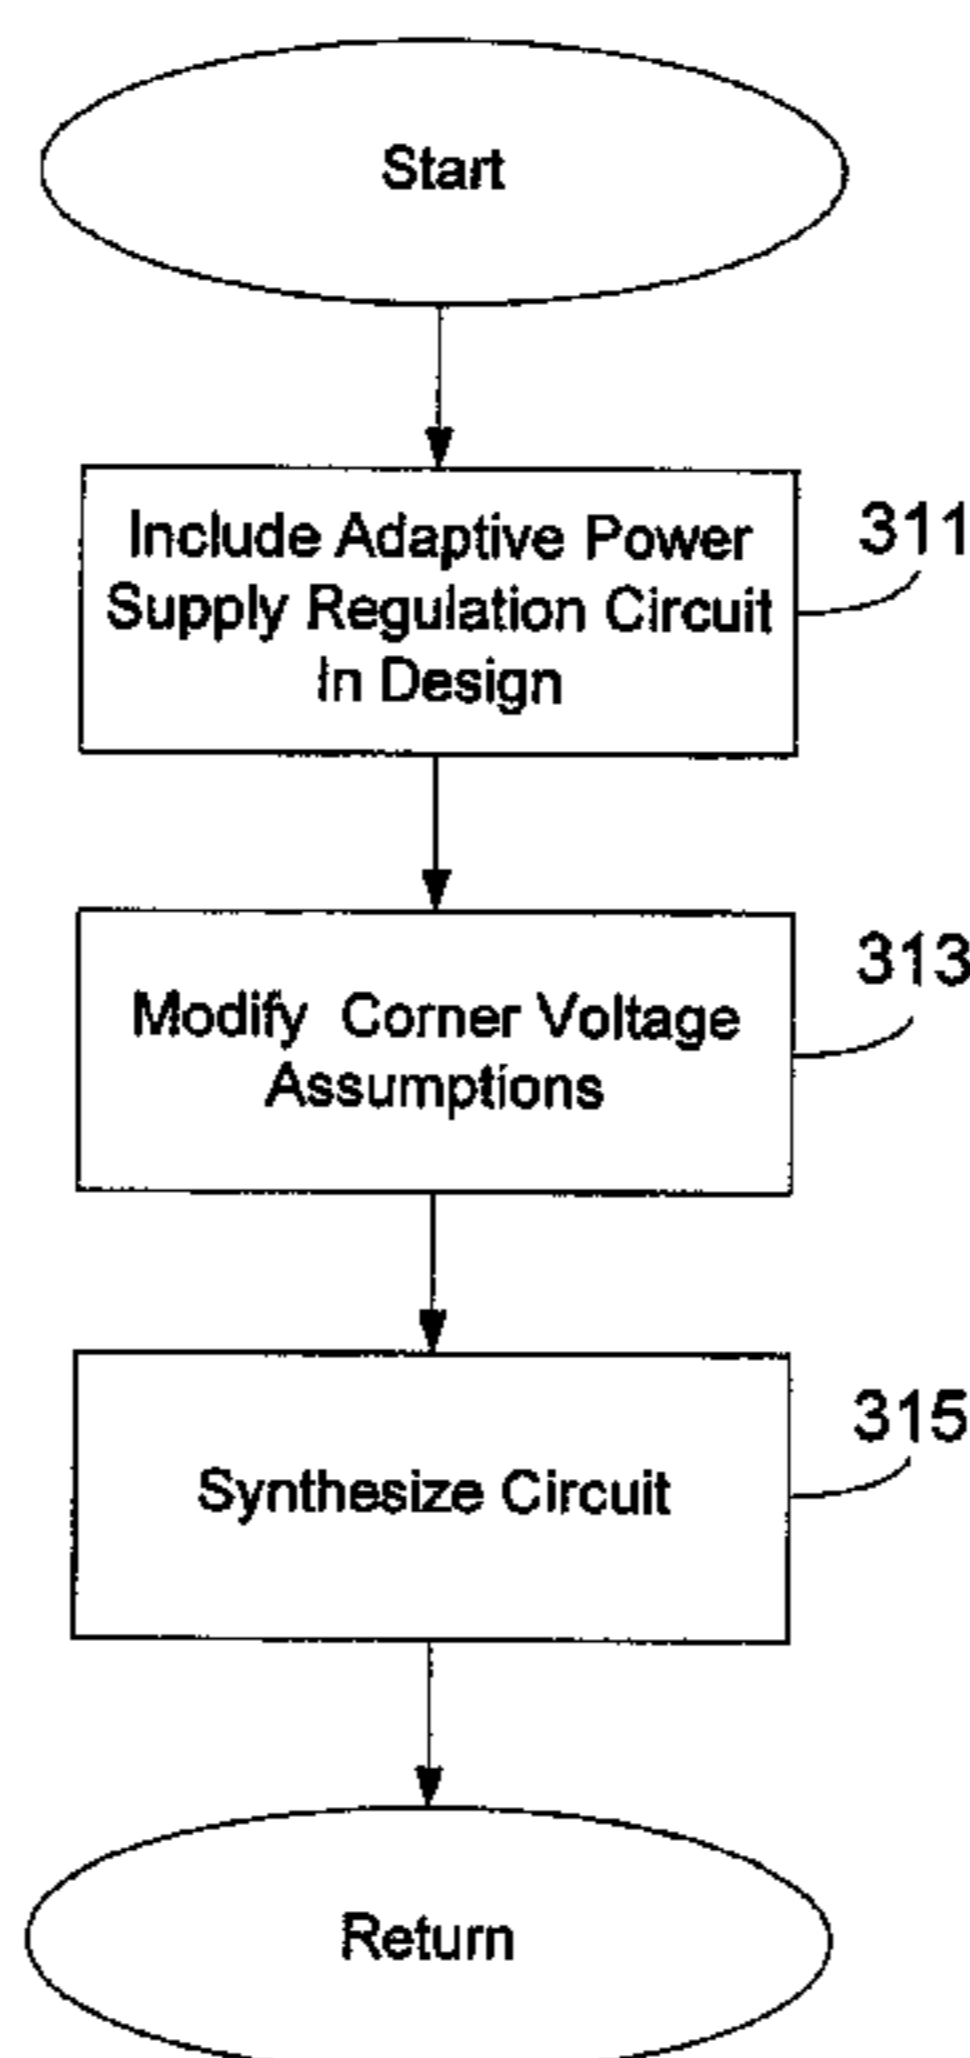 Start
Include Adaptive Power
Supply Regulation Circuit
In Design
311
Modify Corner Voltage
Assumptions
313
Synthesize Circuit
315
Return